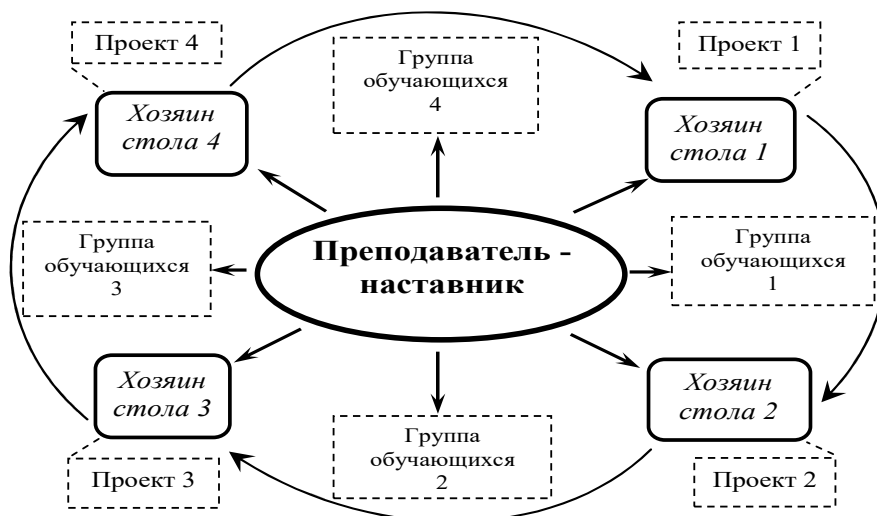 Проект 4
Группа
обучающихся
4
Проект 1
Хозяин
стола 4
Хозяин
стола 1
Группа
обучающихся
3
Преподаватель -
наставник
Группа
обучающихся
1
Хозяин
стола 3
Хозяин
стола 2
Группа
обучающихся
2
Проект 3
Проект 2